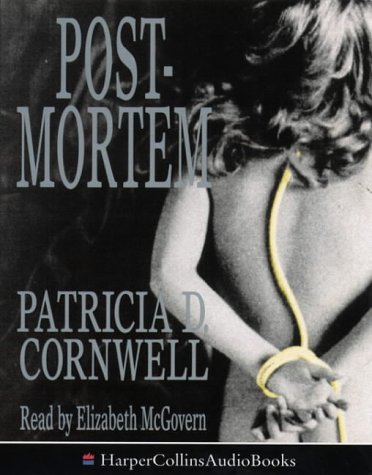 POST-
MORTEM
PATRICIA D.
CORNWELL
Read by Elizabeth McGovern
HarperCollinsAudioBooks